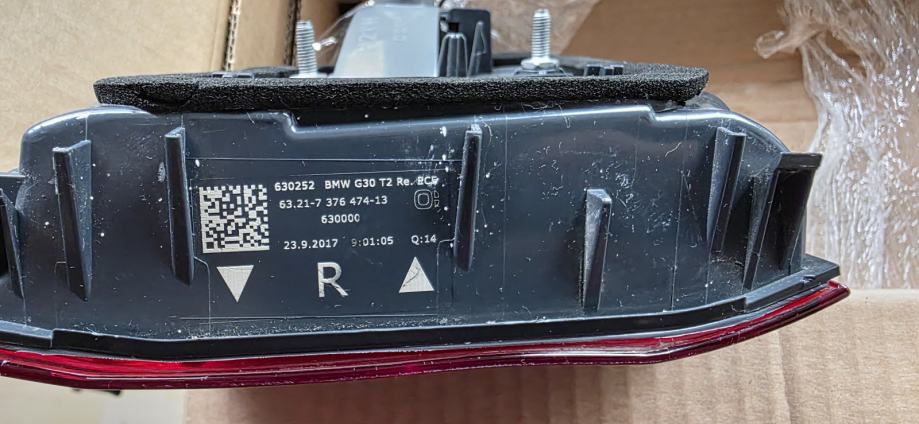 630252 BMW G30 T2 Re. ECE
63.21-7 376 474-13
630000
23.9.2017 9:01:05 Q:14
R